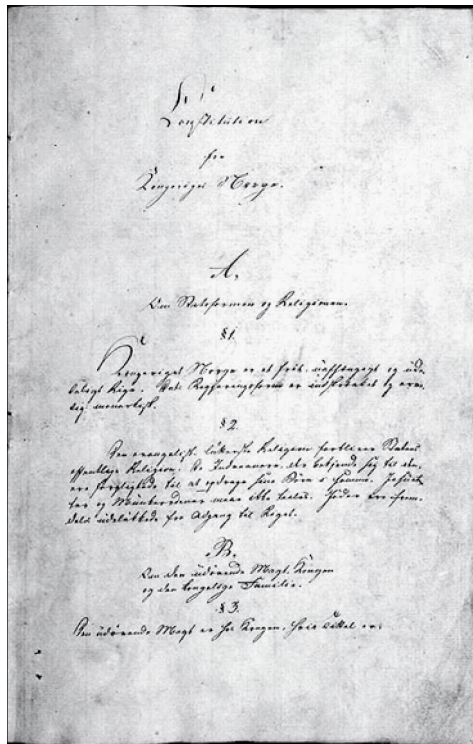 Constitution
for
Kongeriget Norge.
A.
Om Statsformen og Religionen.
§ 1.
Kongeriget Norge er et frit, uafhængigt og ude-
leligt Rige. Dets Regjeringsform er indskrænket og arve-
lig-monarkisk.
§ 2.
Den evangelisk-lutterske Religion forbliver Statens
offentlige Religion. De Indvaanere, der bekjende sig til den,
ere forpligtede til at opdrage sine Børn i samme. Jesuit-
ter og Munkeordener maae ikke taales. Jøder ere frem-
deles udelukkede fra Adgang til Riget.
B.
Om den udøvende Magt, Kongen
og den kongelige Familie.
§ 3.
Den udøvende Magt er hos Kongen, hvis Titel er: